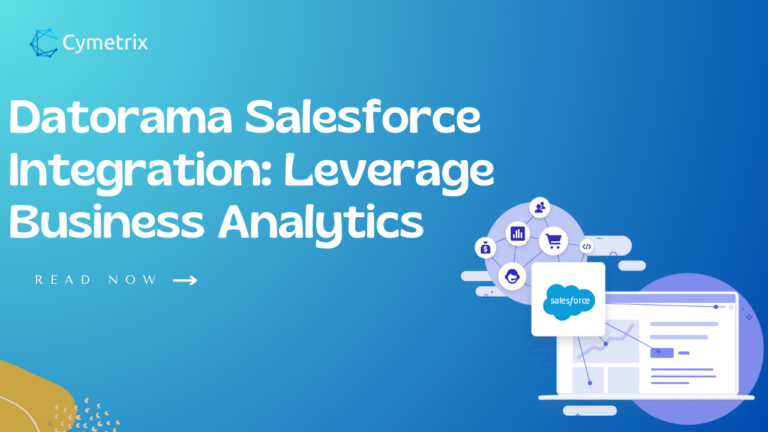 Cymetrix
Datorama Salesforce
Integration: Leverage
Business Analytics
READ NOW
salesforce